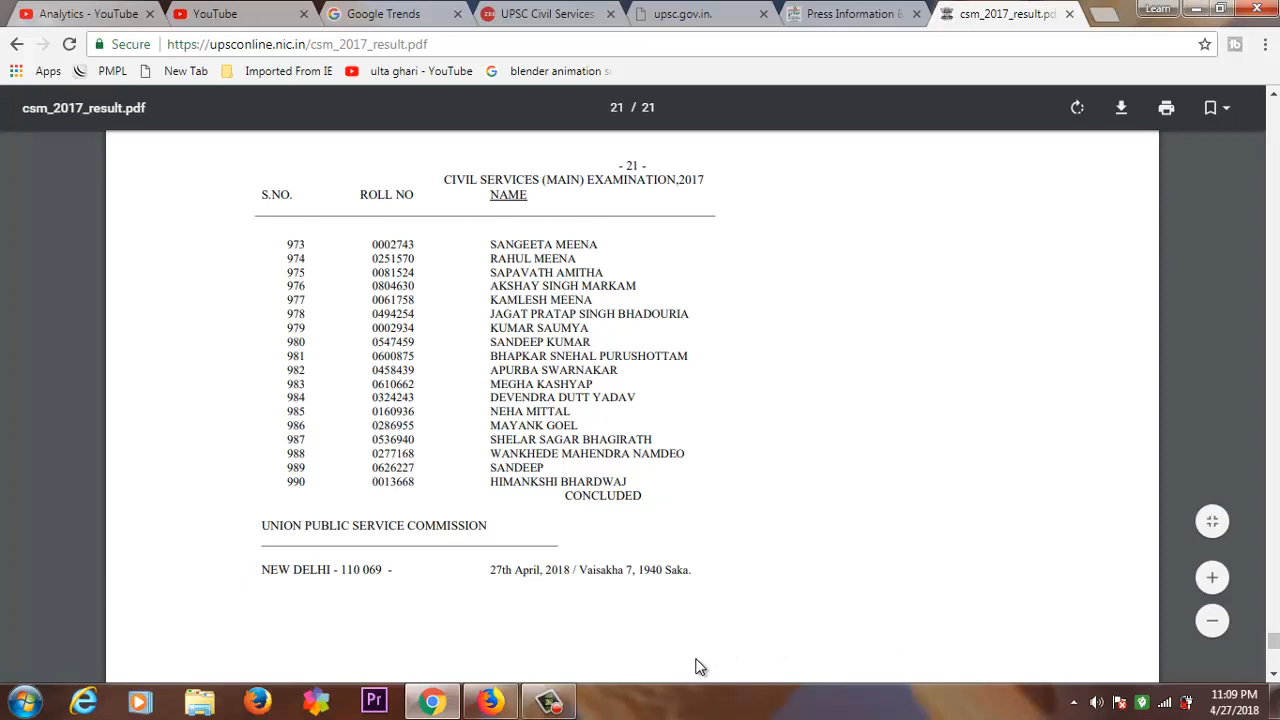 Analytics - YouTube
YouTube
Google Trends
UPSC Civil Services
upsc.gov.in.
Press Information B
csm_2017_result.pdf
Learn
Secure
https://upsconline.nic.in/csm_2017_result.pdf
Apps
PMPL
New Tab
Imported From IE
ulta ghari - YouTube
blender animation
csm_2017_result.pdf
21 / 21
- 21 -
CIVIL SERVICES (MAIN) EXAMINATION,2017
S.NO. ROLL NO NAME
973 0002743 SANGEETA MEENA
974 0251570 RAHUL MEENA
975 0081524 SAPAVATH AMITHA
976 0804630 AKSHAY SINGH MARKAM
977 0061758 KAMLESH MEENA
978 0494254 JAGAT PRATAP SINGH BHADOURIA
979 0002934 KUMAR SAUMYA
980 0547459 SANDEEP KUMAR
981 0600875 BHAPKAR SNEHAL PURUSHOTTAM
982 0458439 APURBA SWARNAKAR
983 0610662 MEGHA KASHYAP
984 0324243 DEVENDRA DUTT YADAV
985 0160936 NEHA MITTAL
986 0286955 MAYANK GOEL
987 0536940 SHELAR SAGAR BHAGIRATH
988 0277168 WANKHEDE MAHENDRA NAMDEO
989 0626227 SANDEEP
990 0013668 HIMANKSHI BHARDWAJ
CONCLUDED
UNION PUBLIC SERVICE COMMISSION
NEW DELHI - 110 069 - 27th April, 2018 / Vaisakha 7, 1940 Saka.
Pr
11:09 PM
4/27/2018